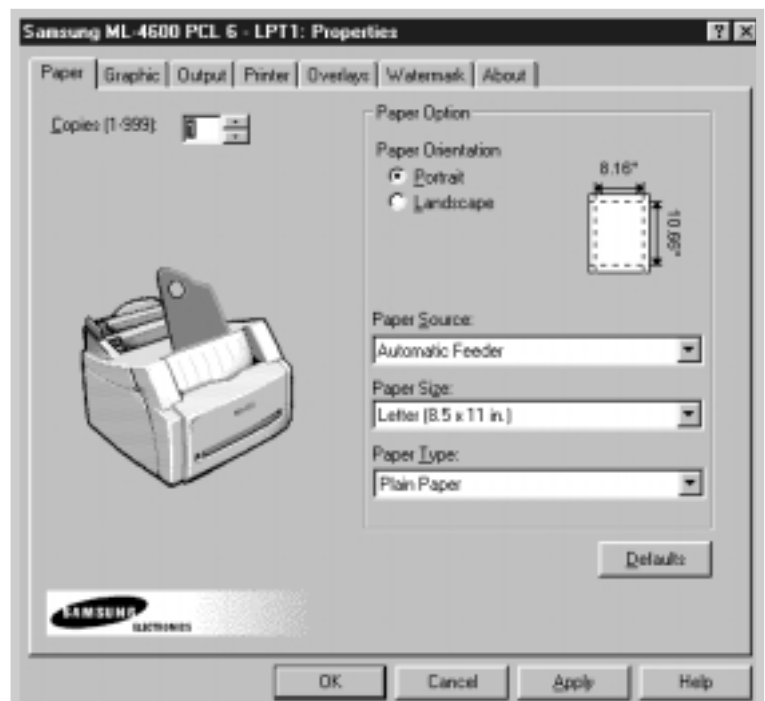 Samsung ML-4600 PCL 6 - LPT1: Properties
Paper Graphic Output Printer Overlays Watermark About
Copies (1-999): 1
Paper Option
Paper Orientation
Portrait
Landscape
8.16"
10.66"
Paper Source:
Automatic Feeder
Paper Size:
Letter (8.5 x 11 in.)
Paper Type:
Plain Paper
Defaults
SAMSUNG
ELECTRONICS
OK Cancel Apply Help